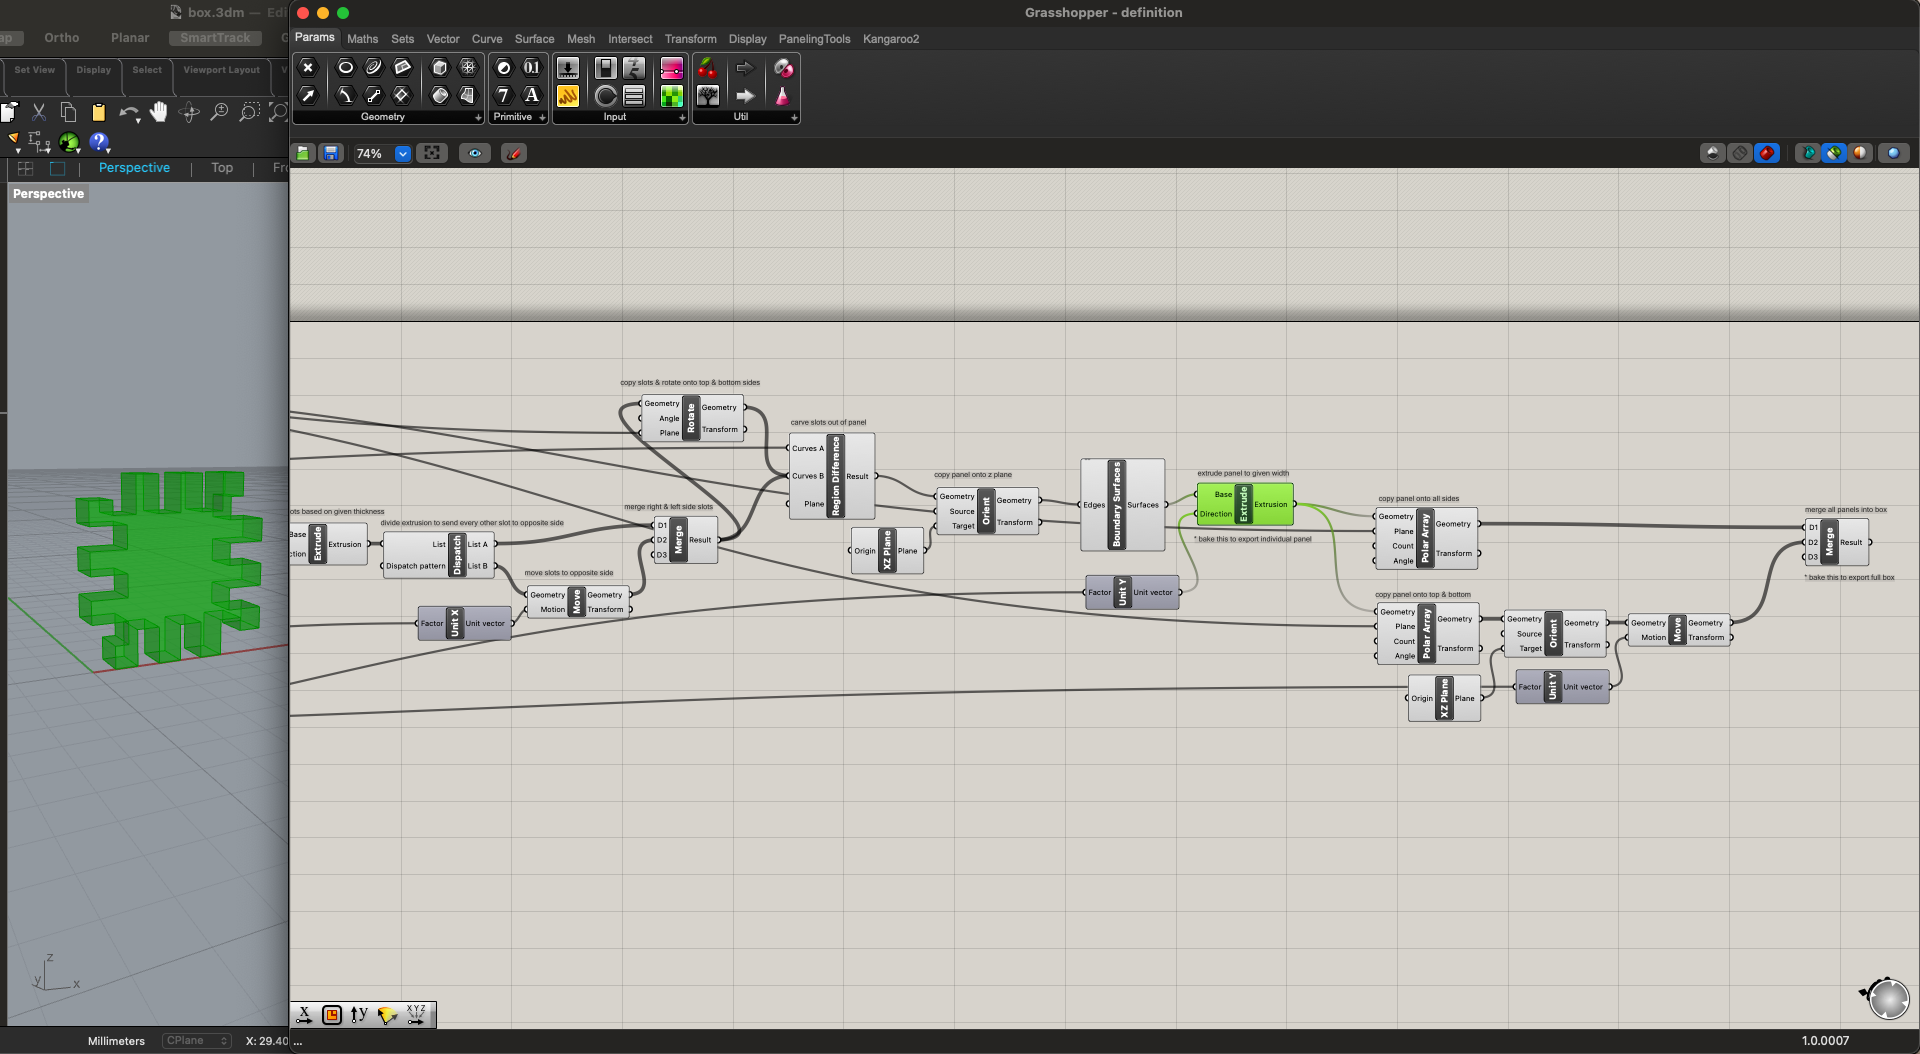 box.3dm — Edi
Grasshopper - definition
ap
Ortho
Planar
SmartTrack
G
Params
Maths
Sets
Vector
Curve
Surface
Mesh
Intersect
Transform
Display
PanelingTools
Kangaroo2
Set View
Display
Select
Viewport Layout
V
Geometry
Primitive
Input
Util
74%
Perspective
Top
Fro
Perspective
copy slots & rotate onto top & bottom sides
Geometry
Angle
Plane
Rotate
Geometry
Transform
carve slots out of panel
Curves A
Curves B
Plane
Region Difference
Result
copy panel onto z plane
Geometry
Source
Target
Orient
Geometry
Transform
Origin
XZ Plane
Plane
Edges
Boundary Surfaces
Surfaces
extrude panel to given width
Base
Direction
Extrude
Extrusion
* bake this to export individual panel
copy panel onto all sides
Geometry
Plane
Count
Angle
Polar Array
Geometry
Transform
merge all panels into box
D1
D2
D3
Merge
Result
* bake this to export full box
ots based on given thickness
Base
ction
Extrude
Extrusion
divide extrusion to send every other slot to opposite side
List
Dispatch pattern
Dispatch
List A
List B
merge right & left side slots
D1
D2
D3
Merge
Result
move slots to opposite side
Geometry
Motion
Move
Geometry
Transform
Factor
Unit X
Unit vector
Factor
Unit Y
Unit vector
copy panel onto top & bottom
Geometry
Plane
Count
Angle
Polar Array
Geometry
Transform
Geometry
Source
Target
Orient
Geometry
Transform
Geometry
Motion
Move
Geometry
Transform
Origin
XZ Plane
Plane
Factor
Unit Y
Unit vector
z
y
x
Millimeters
CPlane
X: 29.40
...
1.0.0007